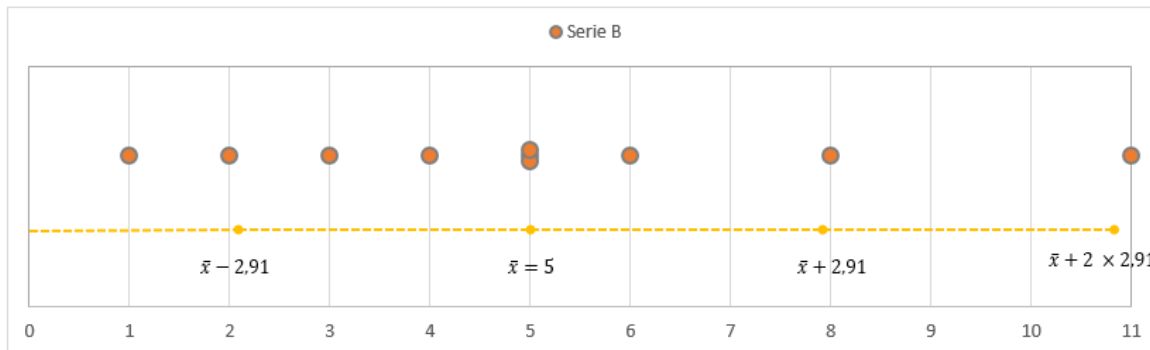 Serie B
x̄ − 2,91
x̄ = 5
x̄ + 2,91
x̄ + 2 × 2,91
0 1 2 3 4 5 6 7 8 9 10 11